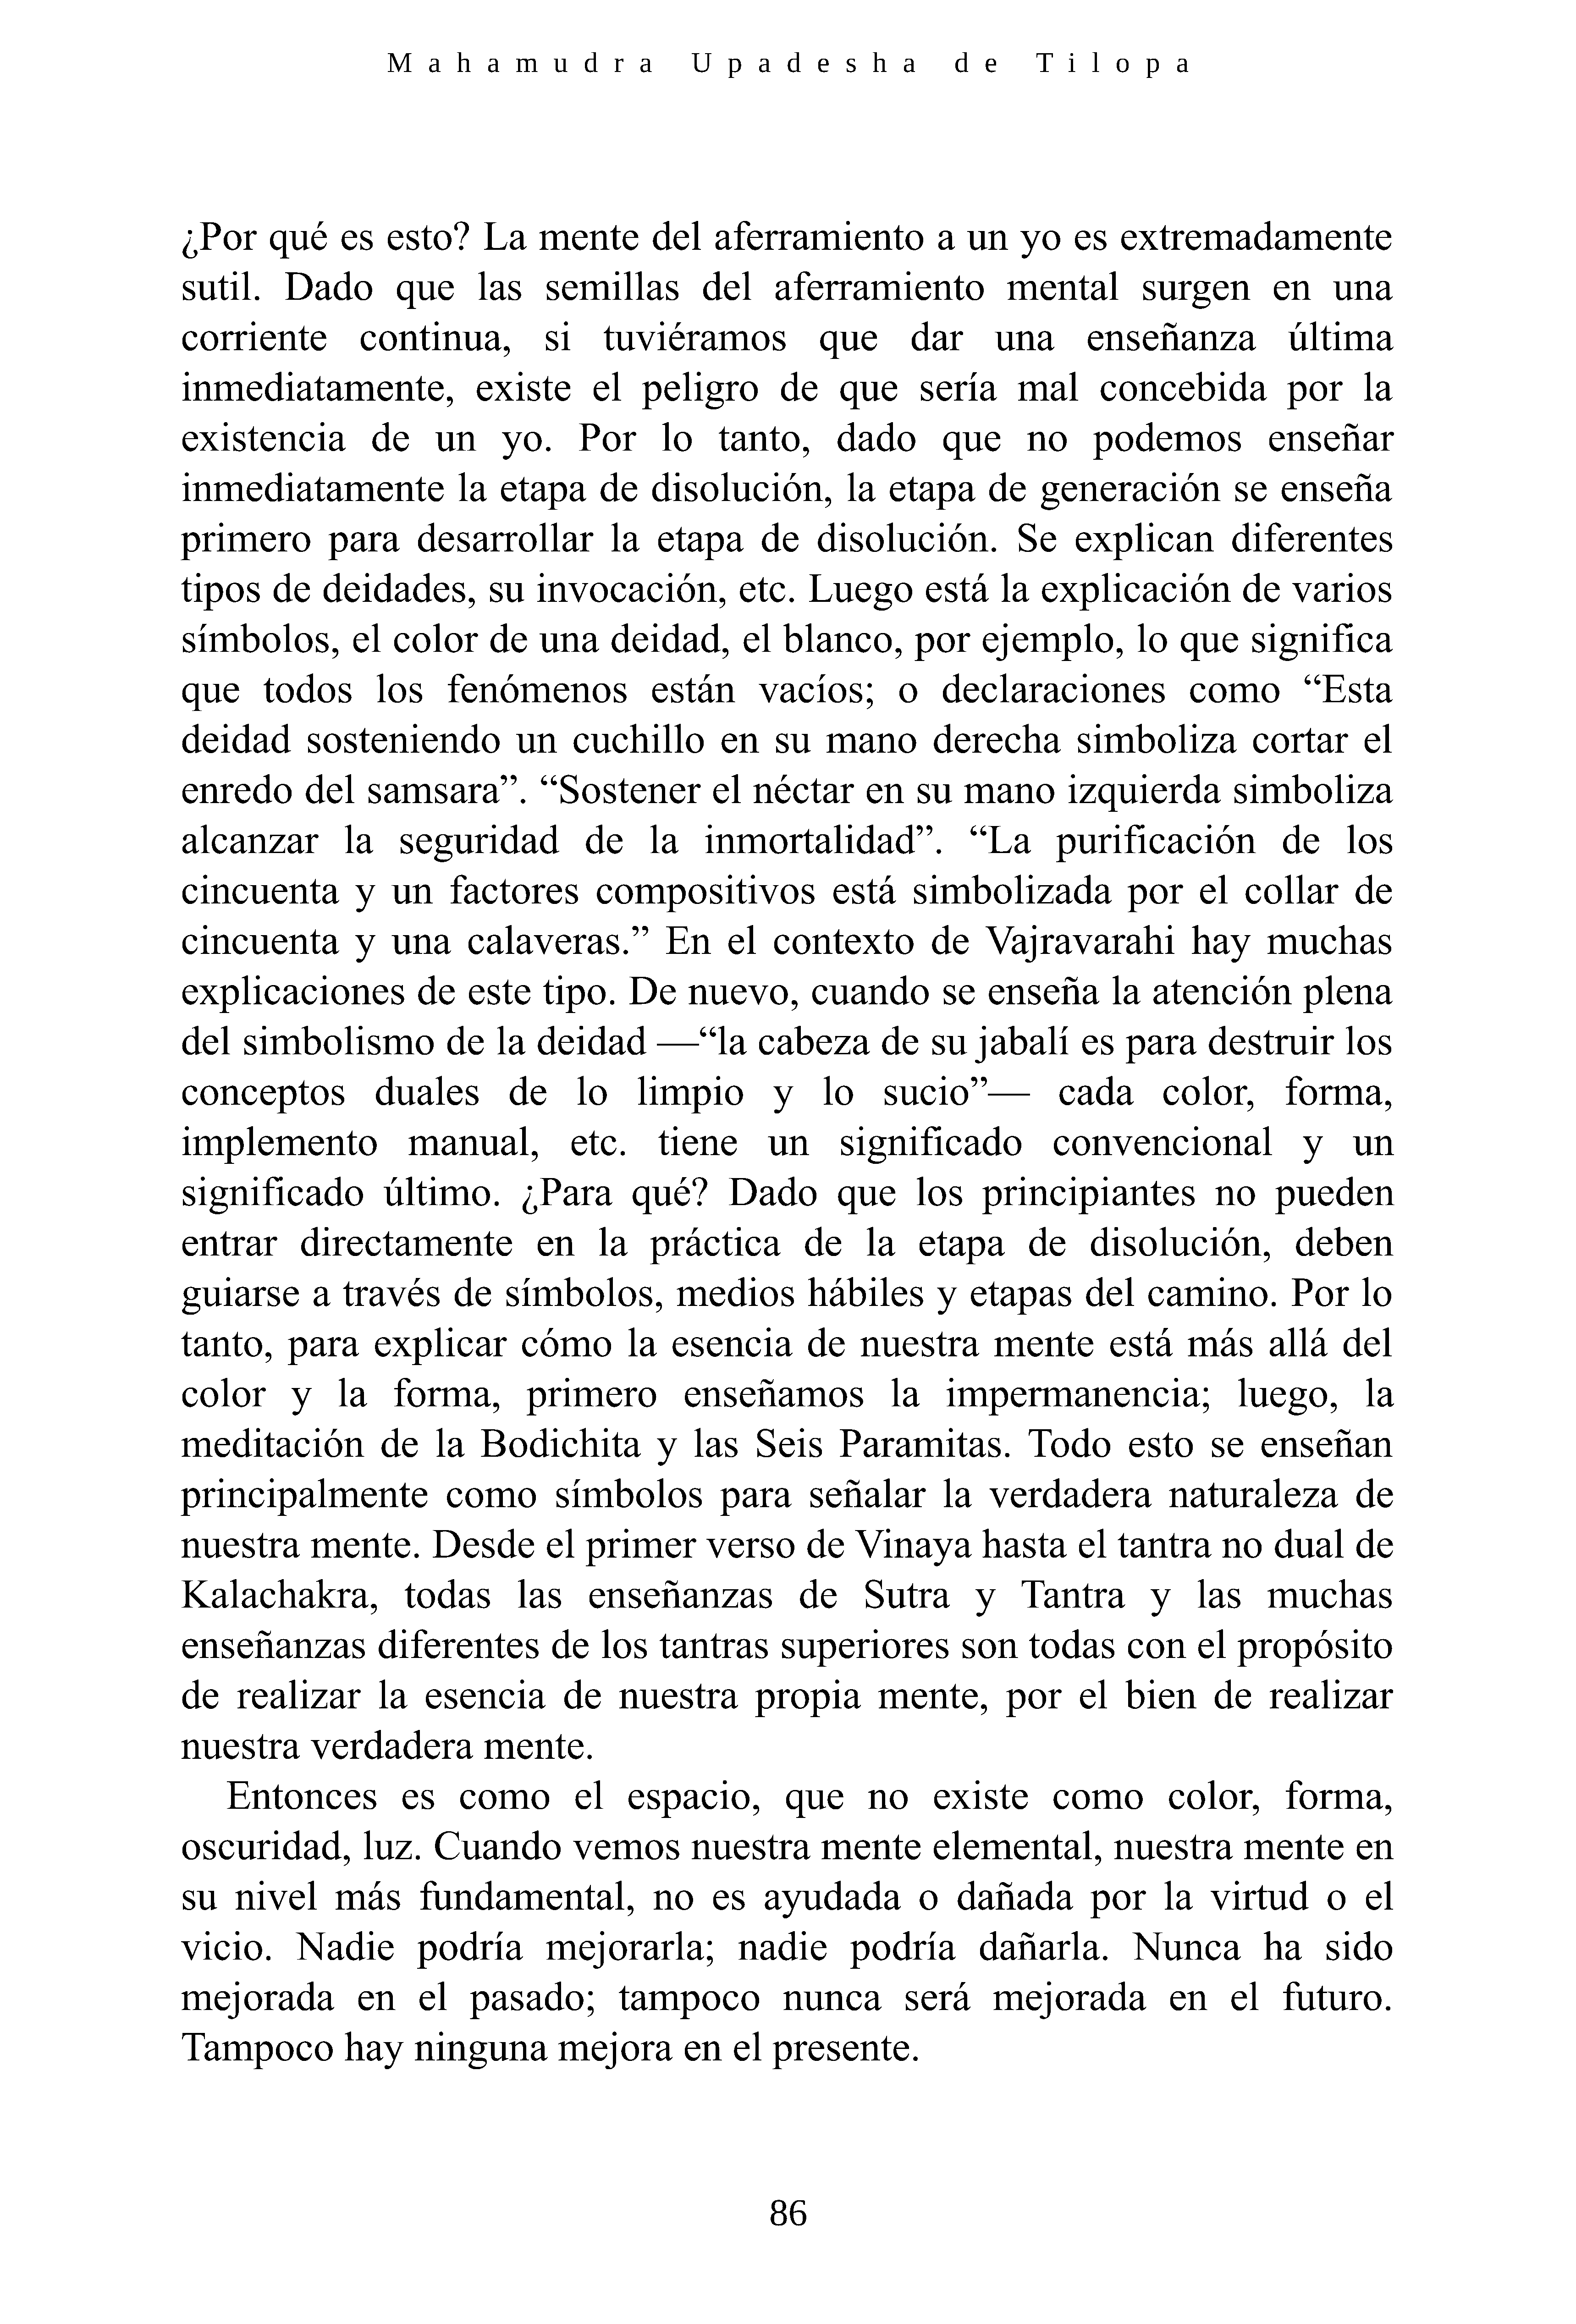 Mahamudra Upadesha de Tilopa
¿Por qué es esto? La mente del aferramiento a un yo es extremadamente
sutil. Dado que las semillas del aferramiento mental surgen en una
corriente continua, si tuviéramos que dar una enseñanza última
inmediatamente, existe el peligro de que sería mal concebida por la
existencia de un yo. Por lo tanto, dado que no podemos enseñar
inmediatamente la etapa de disolución, la etapa de generación se enseña
primero para desarrollar la etapa de disolución. Se explican diferentes
tipos de deidades, su invocación, etc. Luego está la explicación de varios
símbolos, el color de una deidad, el blanco, por ejemplo, lo que significa
que todos los fenómenos están vacíos; o declaraciones como “Esta
deidad sosteniendo un cuchillo en su mano derecha simboliza cortar el
enredo del samsara”. “Sostener el néctar en su mano izquierda simboliza
alcanzar la seguridad de la inmortalidad”. “La purificación de los
cincuenta y un factores compositivos está simbolizada por el collar de
cincuenta y una calaveras.” En el contexto de Vajravarahi hay muchas
explicaciones de este tipo. De nuevo, cuando se enseña la atención plena
del simbolismo de la deidad —“la cabeza de su jabalí es para destruir los
conceptos duales de lo limpio y lo sucio”— cada color, forma,
implemento manual, etc. tiene un significado convencional y un
significado último. ¿Para qué? Dado que los principiantes no pueden
entrar directamente en la práctica de la etapa de disolución, deben
guiarse a través de símbolos, medios hábiles y etapas del camino. Por lo
tanto, para explicar cómo la esencia de nuestra mente está más allá del
color y la forma, primero enseñamos la impermanencia; luego, la
meditación de la Bodichita y las Seis Paramitas. Todo esto se enseñan
principalmente como símbolos para señalar la verdadera naturaleza de
nuestra mente. Desde el primer verso de Vinaya hasta el tantra no dual de
Kalachakra, todas las enseñanzas de Sutra y Tantra y las muchas
enseñanzas diferentes de los tantras superiores son todas con el propósito
de realizar la esencia de nuestra propia mente, por el bien de realizar
nuestra verdadera mente.
Entonces es como el espacio, que no existe como color, forma,
oscuridad, luz. Cuando vemos nuestra mente elemental, nuestra mente en
su nivel más fundamental, no es ayudada o dañada por la virtud o el
vicio. Nadie podría mejorarla; nadie podría dañarla. Nunca ha sido
mejorada en el pasado; tampoco nunca será mejorada en el futuro.
Tampoco hay ninguna mejora en el presente.
86